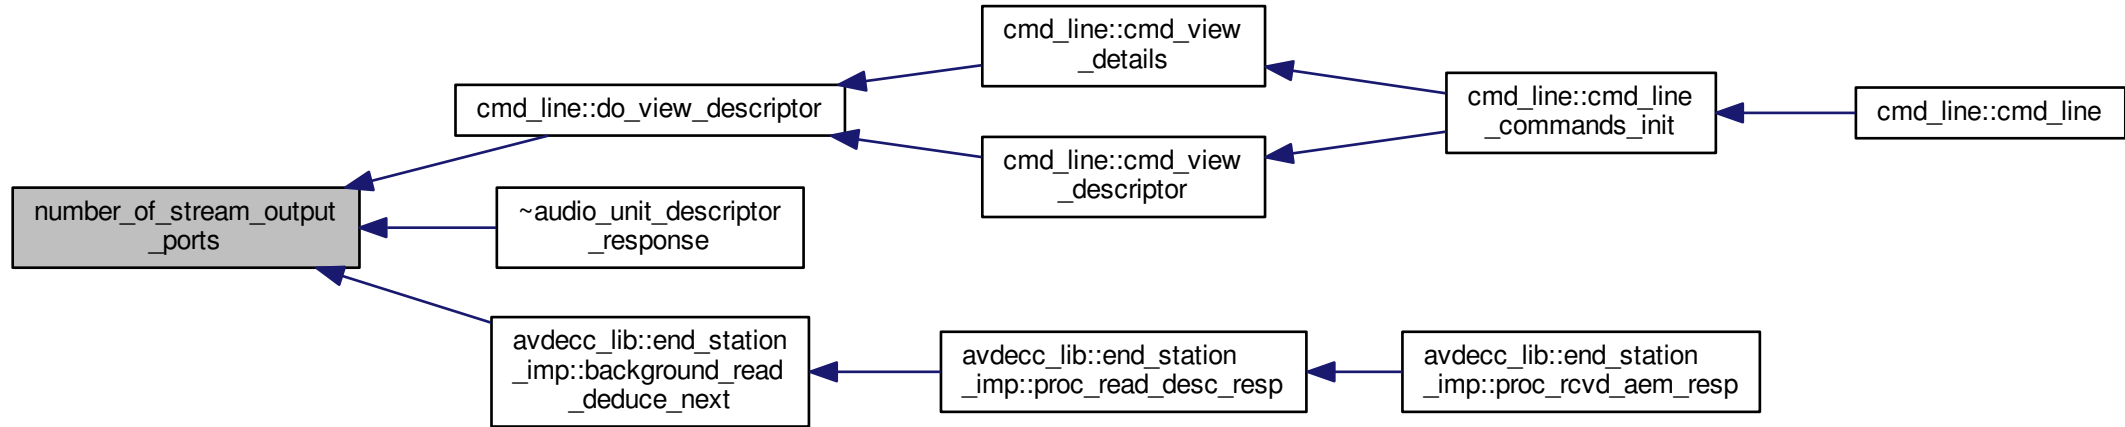 number_of_stream_output
_ports
cmd_line::do_view_descriptor
cmd_line::cmd_view
_details
cmd_line::cmd_view
_descriptor
cmd_line::cmd_line
_commands_init
cmd_line::cmd_line
~audio_unit_descriptor
_response
avdecc_lib::end_station
_imp::background_read
_deduce_next
avdecc_lib::end_station
_imp::proc_read_desc_resp
avdecc_lib::end_station
_imp::proc_rcvd_aem_resp